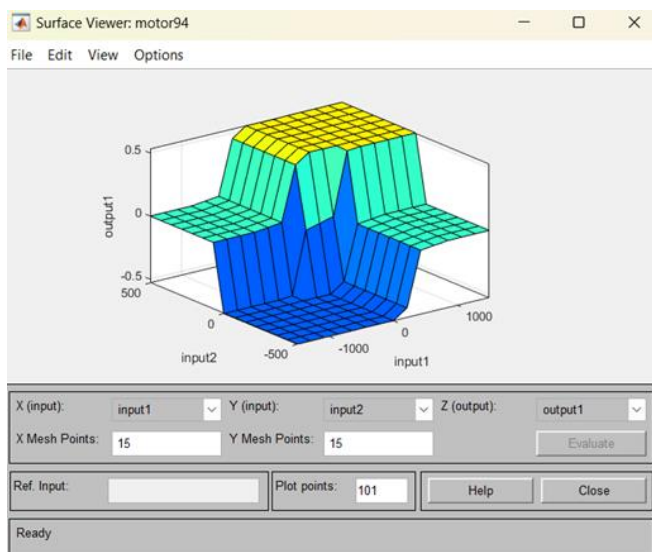 Surface Viewer: motor94
File Edit View Options
0.5
0
-0.5
output1
500
0
-500
input2
-1000
0
1000
input1
X (input): input1 Y (input): input2 Z (output): output1
X Mesh Points: 15 Y Mesh Points: 15 Evaluate
Ref. Input: Plot points: 101 Help Close
Ready